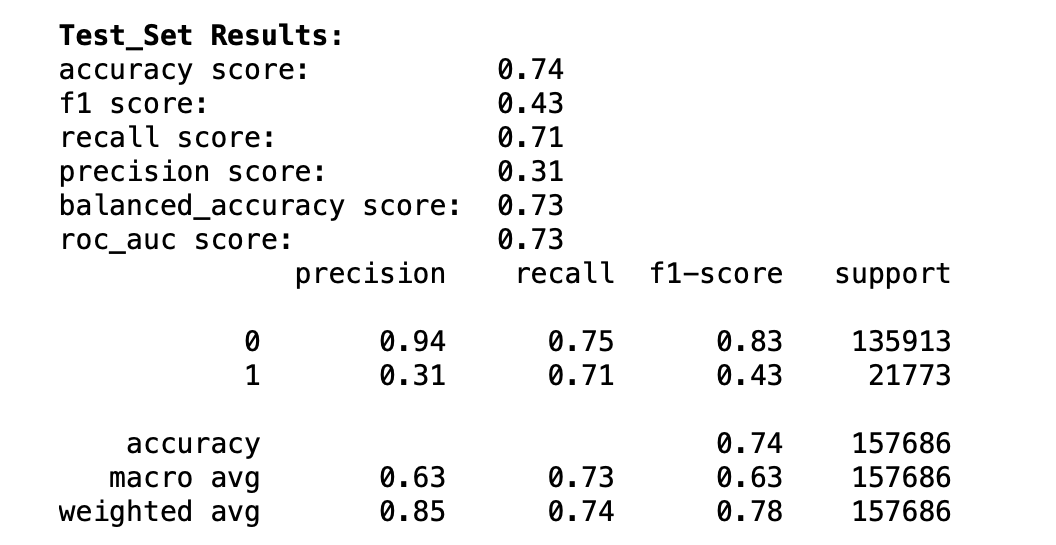 Test_Set Results:
accuracy score: 0.74
f1 score: 0.43
recall score: 0.71
precision score: 0.31
balanced_accuracy score: 0.73
roc_auc score: 0.73
precision recall f1-score support
0 0.94 0.75 0.83 135913
1 0.31 0.71 0.43 21773
accuracy 0.74 157686
macro avg 0.63 0.73 0.63 157686
weighted avg 0.85 0.74 0.78 157686